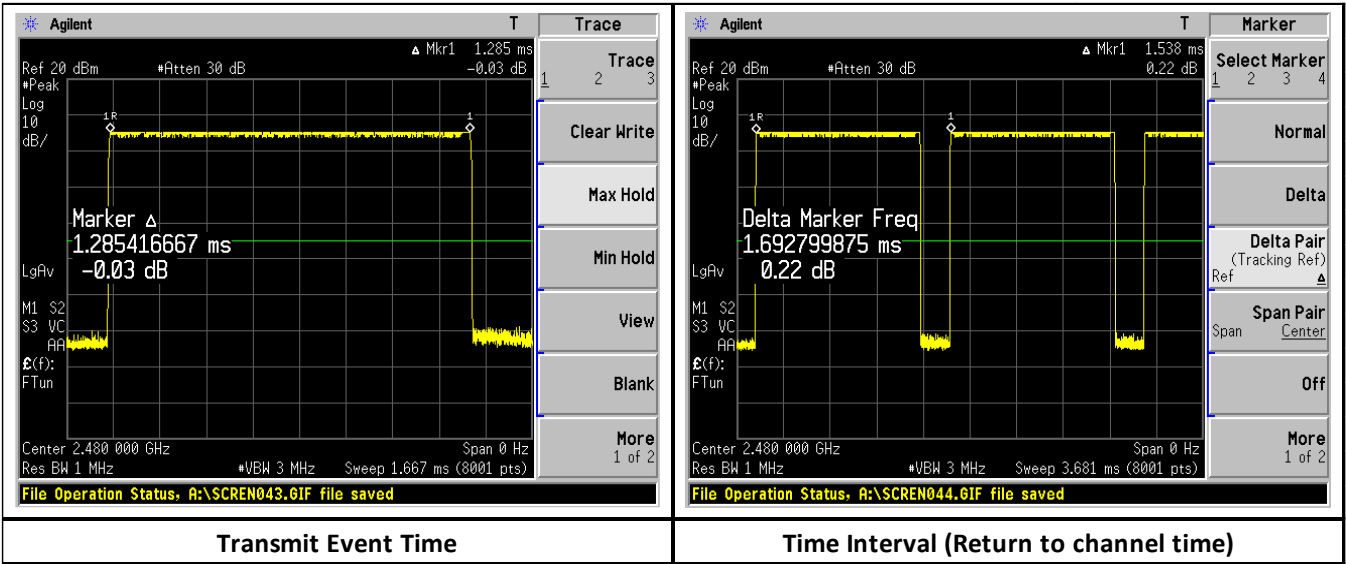 Agilent T Trace
Δ Mkr1 1.285 ms
Ref 20 dBm #Atten 30 dB -0.03 dB
#Peak
Log
10
dB/
1R
1
Marker Δ
1.285416667 ms
-0.03 dB
LgAv
M1 S2
S3 VC
AA
£(f):
FTun
Center 2.480 000 GHz Span 0 Hz
Res BW 1 MHz #VBW 3 MHz Sweep 1.667 ms (8001 pts)
File Operation Status, A:\SCREN043.GIF file saved
Trace
1 2 3
Clear Write
Max Hold
Min Hold
View
Blank
More
1 of 2
Transmit Event Time
Agilent T Marker
Δ Mkr1 1.538 ms
Ref 20 dBm #Atten 30 dB 0.22 dB
#Peak
Log
10
dB/
1R
1
Delta Marker Freq
1.692799875 ms
0.22 dB
LgAv
M1 S2
S3 VC
AA
£(f):
FTun
Center 2.480 000 GHz Span 0 Hz
Res BW 1 MHz #VBW 3 MHz Sweep 3.681 ms (8001 pts)
File Operation Status, A:\SCREN044.GIF file saved
Select Marker
1 2 3 4
Normal
Delta
Delta Pair
(Tracking Ref)
Ref Δ
Span Pair
Span Center
Off
More
1 of 2
Time Interval (Return to channel time)